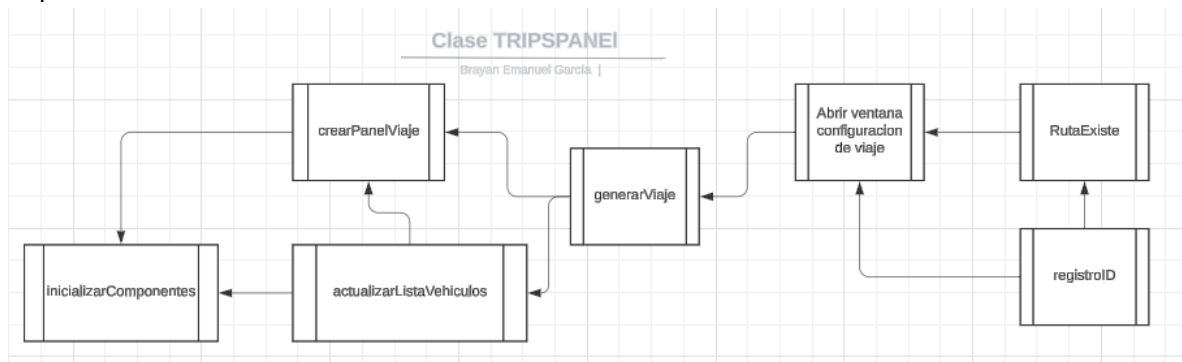 Clase TRIPSPANEl
Brayan Emanuel García |
crearPanelViaje
Abrir ventana
configuracion
de viaje
RutaExiste
generarViaje
inicializarComponentes
actualizarListaVehiculos
registroID